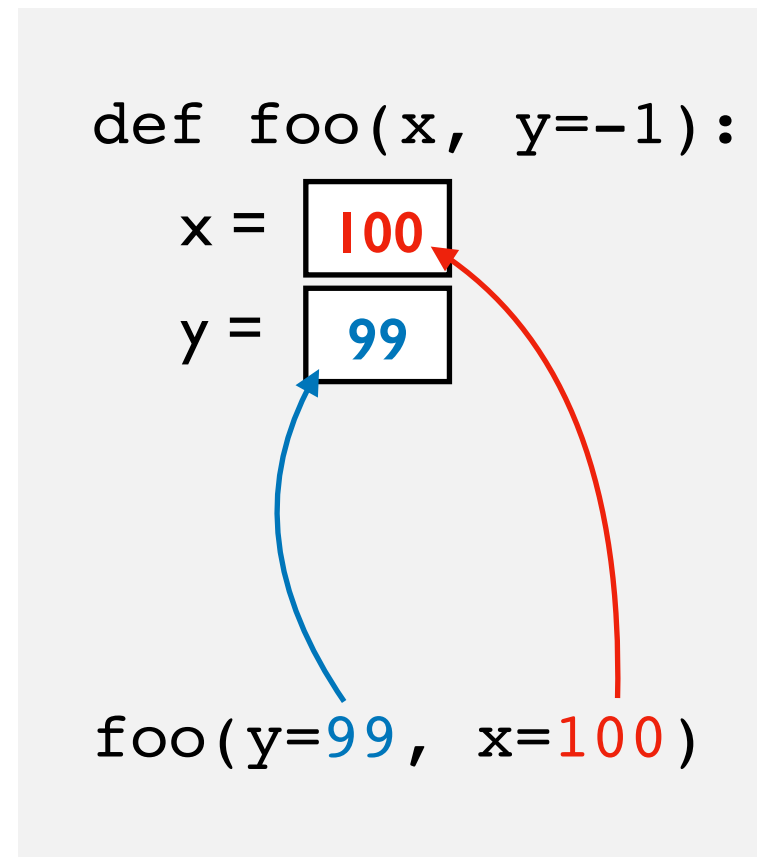 def foo(x, y=-1):
x = 100
y = 99
foo(y=99, x=100)